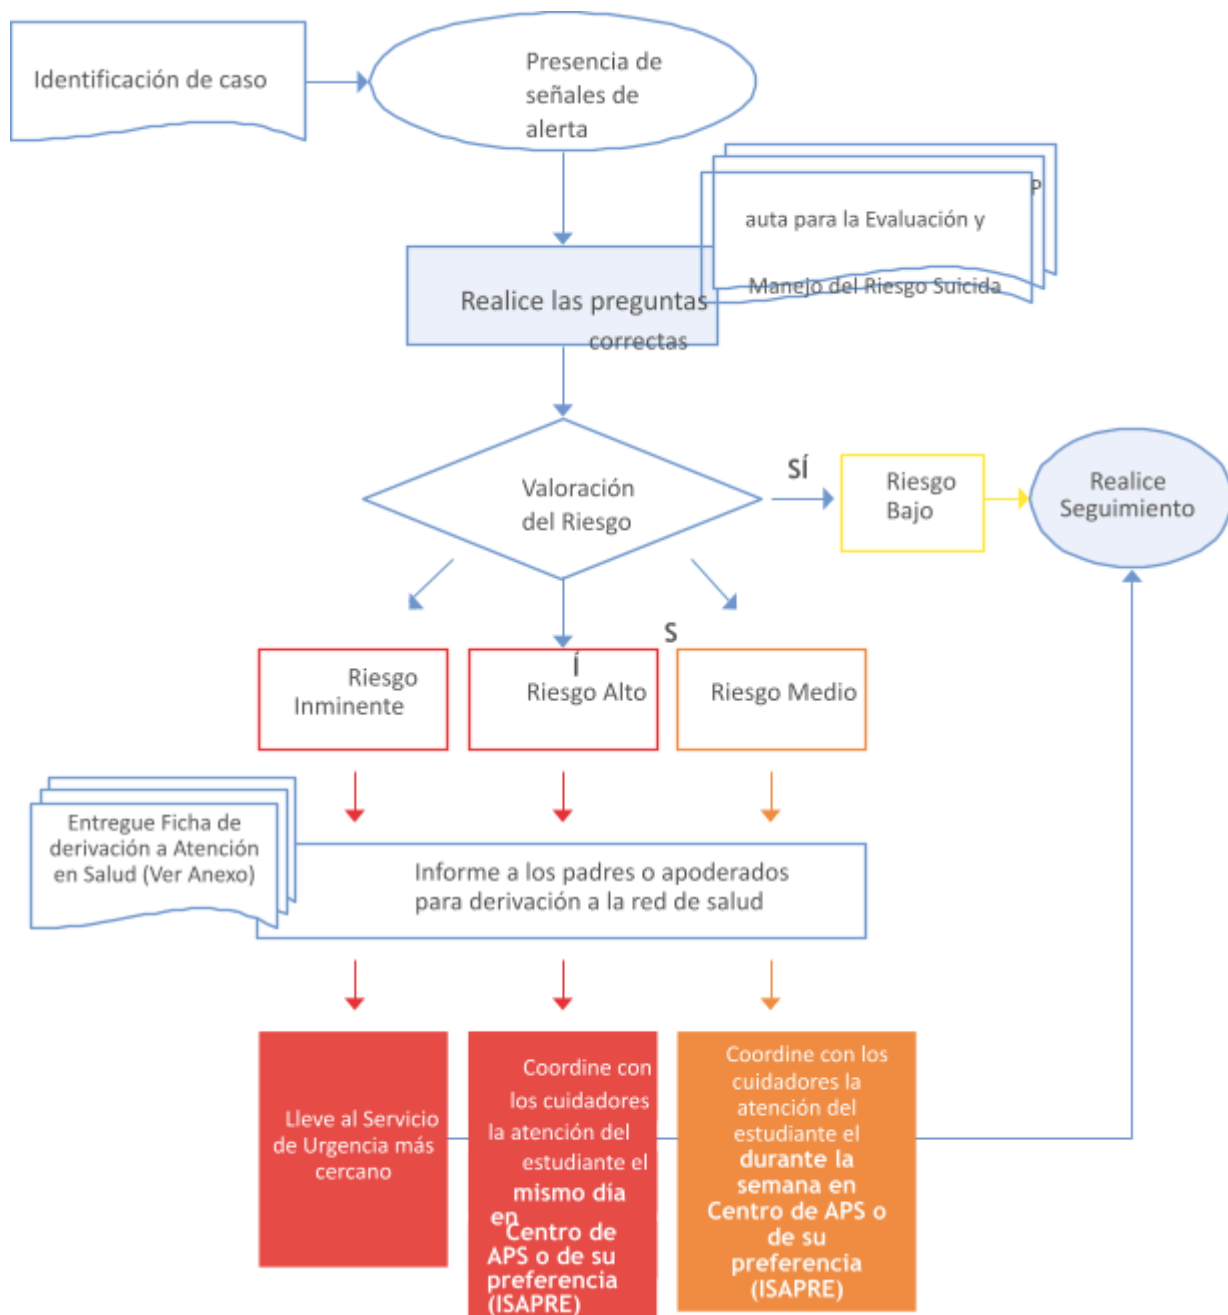 Identificación de caso
Presencia de
señales de
alerta
P
auta para la Evaluación y
Manejo del Riesgo Suicida
Realice las preguntas
correctas
Valoración
del Riesgo
SÍ
Riesgo
Bajo
Realice
Seguimiento
S
Í
Riesgo
Inminente
Riesgo Alto
Riesgo Medio
Entregue Ficha de
derivación a Atención
en Salud (Ver Anexo)
Informe a los padres o apoderados
para derivación a la red de salud
Lleve al Servicio
de Urgencia más
cercano
Coordine con
los cuidadores
la atención del
estudiante el
mismo día
en
Centro de
APS o de su
preferencia
(ISAPRE)
Coordine con los
cuidadores la
atención del
estudiante el
durante la
semana en
Centro de APS o
de su
preferencia
(ISAPRE)